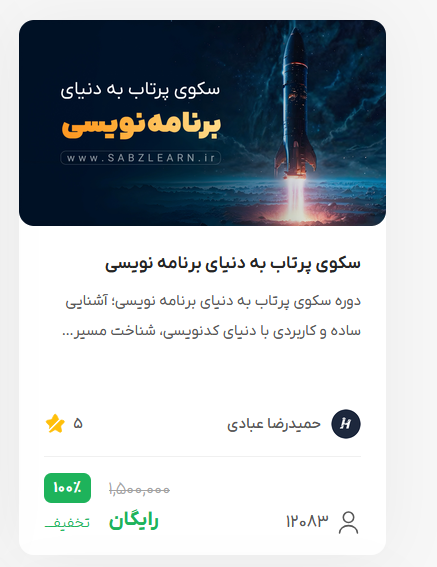 سکوی پرتاب به دنیای
برنامه نویسی
www.SABZLEARN.ir
سکوی پرتاب به دنیای برنامه نویسی
دوره سکوی پرتاب به دنیای برنامه نویسی؛ آشنایی
ساده و کاربردی با دنیای کدنویسی، شناخت مسیر...
حمیدرضا عبادی
۵
۱,۵۰۰,۰۰۰
۱۰۰٪
۱۲۰۸۳
رایگان
تخفیفــ